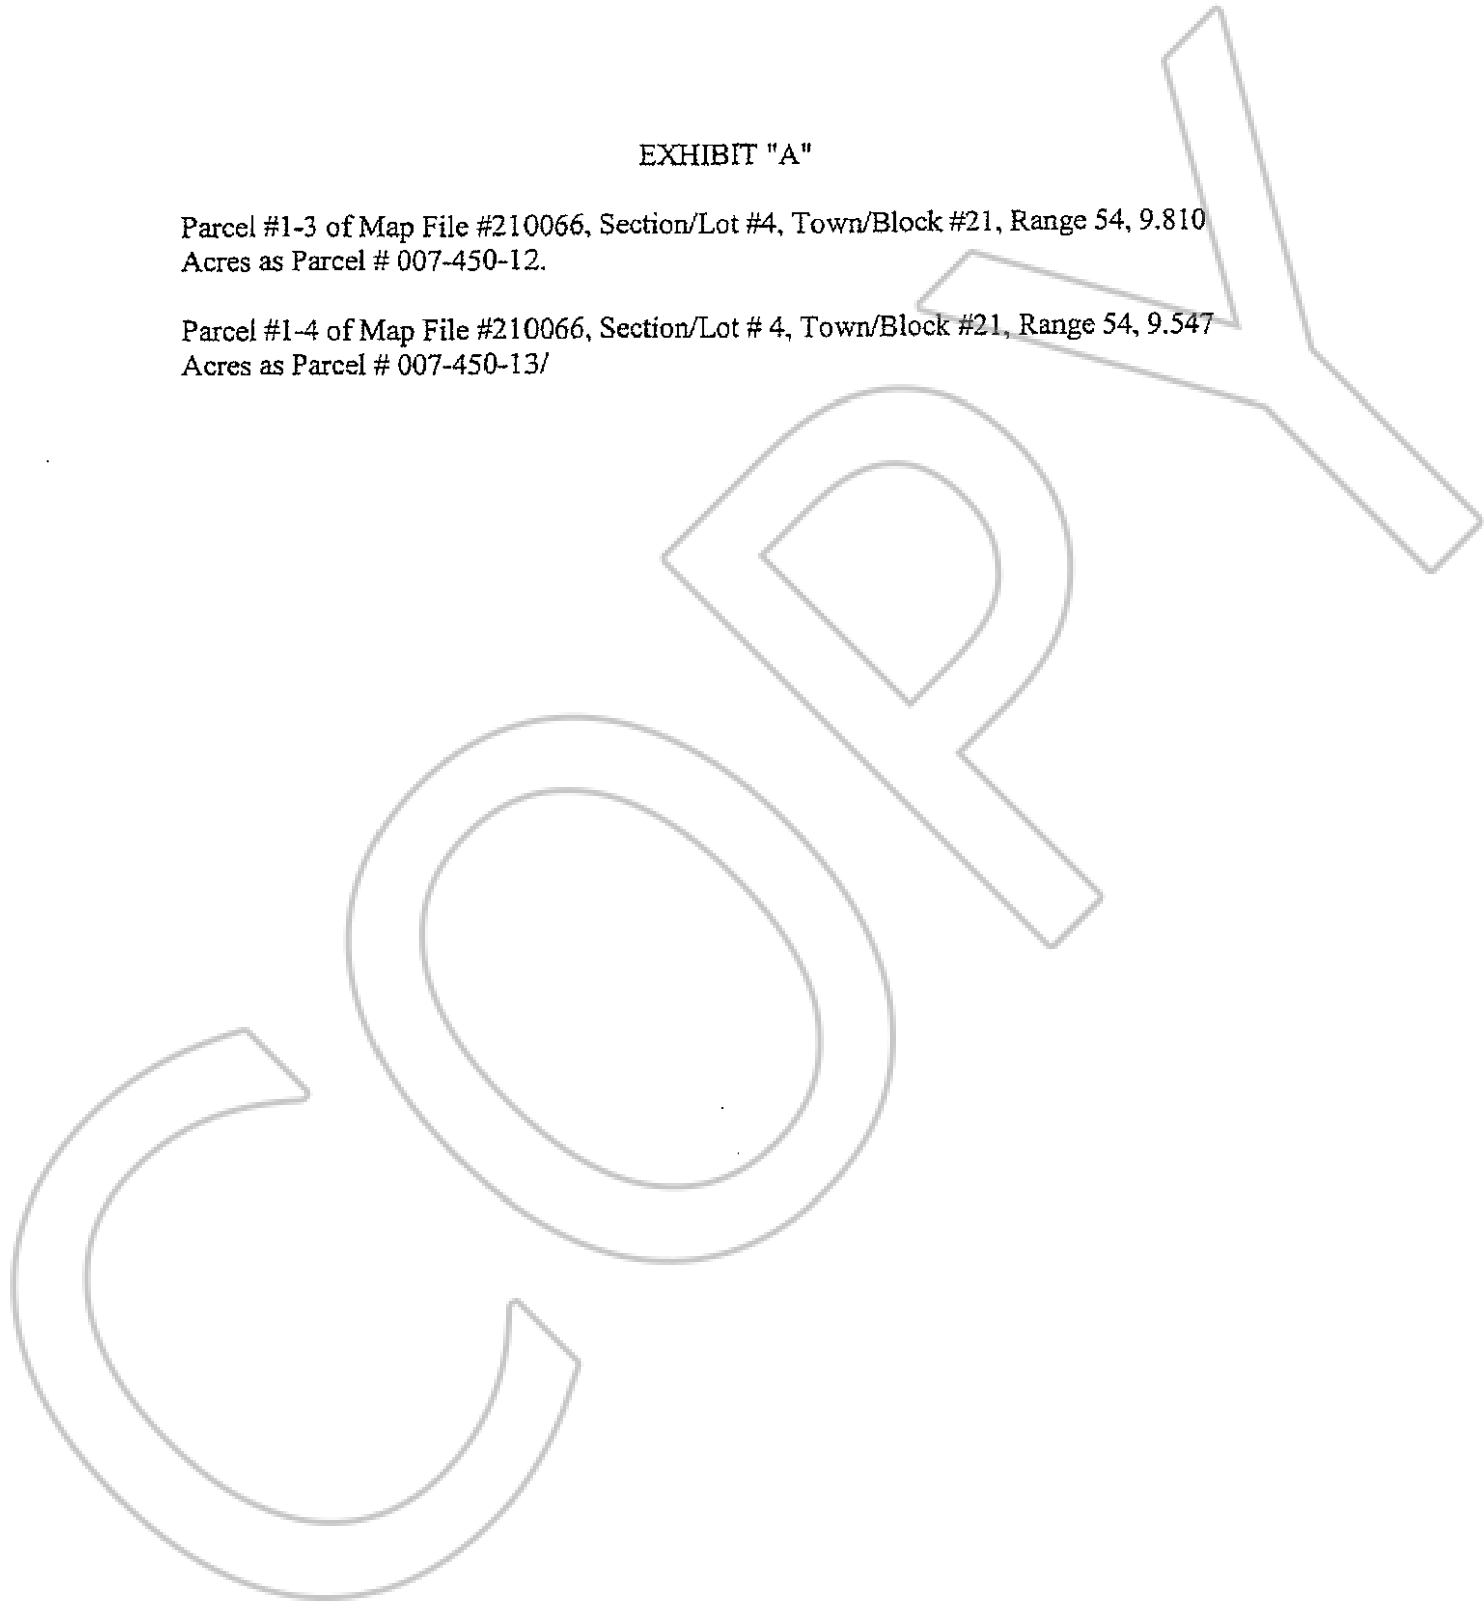 EXHIBIT "A"
Parcel #1-3 of Map File #210066, Section/Lot #4, Town/Block #21, Range 54, 9.810
Acres as Parcel # 007-450-12.
Parcel #1-4 of Map File #210066, Section/Lot # 4, Town/Block #21, Range 54, 9.547
Acres as Parcel # 007-450-13/
COPY